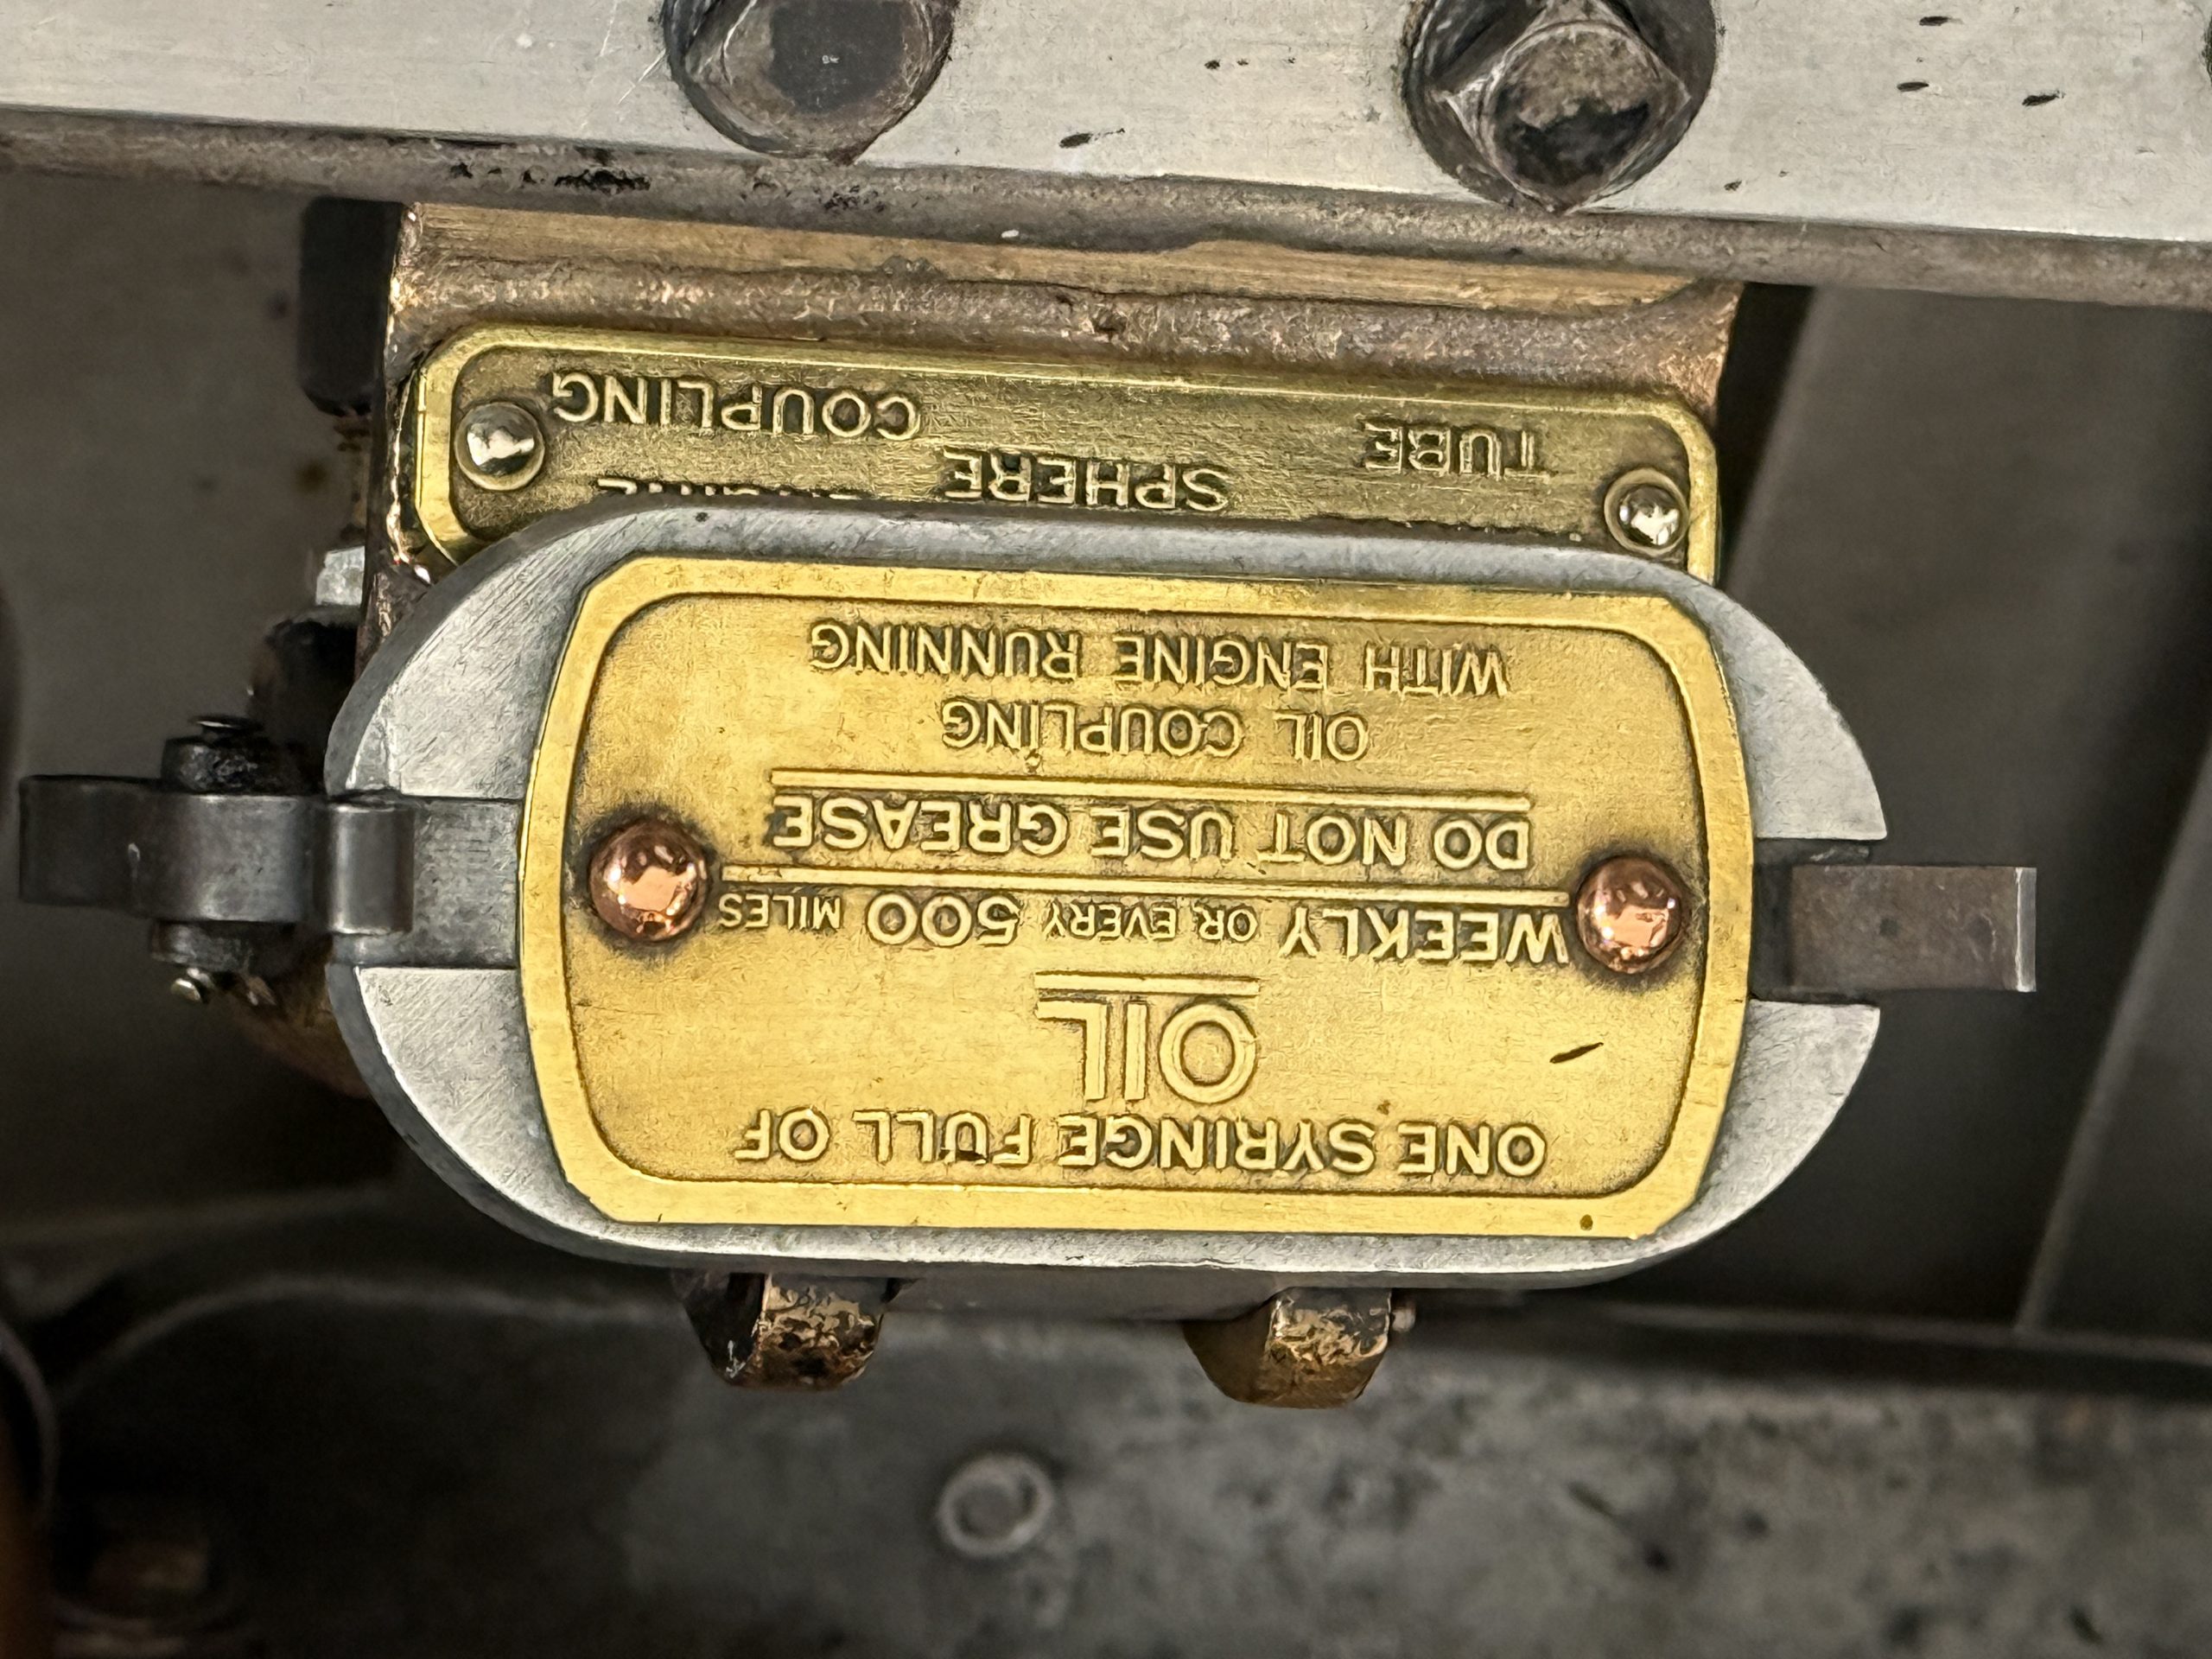 ONE SYRINGE FULL OF
OIL
WEEKLY OR EVERY 500 MILES
DO NOT USE GREASE
OIL COUPLING
WITH ENGINE RUNNING
SPHERE
TUBE COUPLING